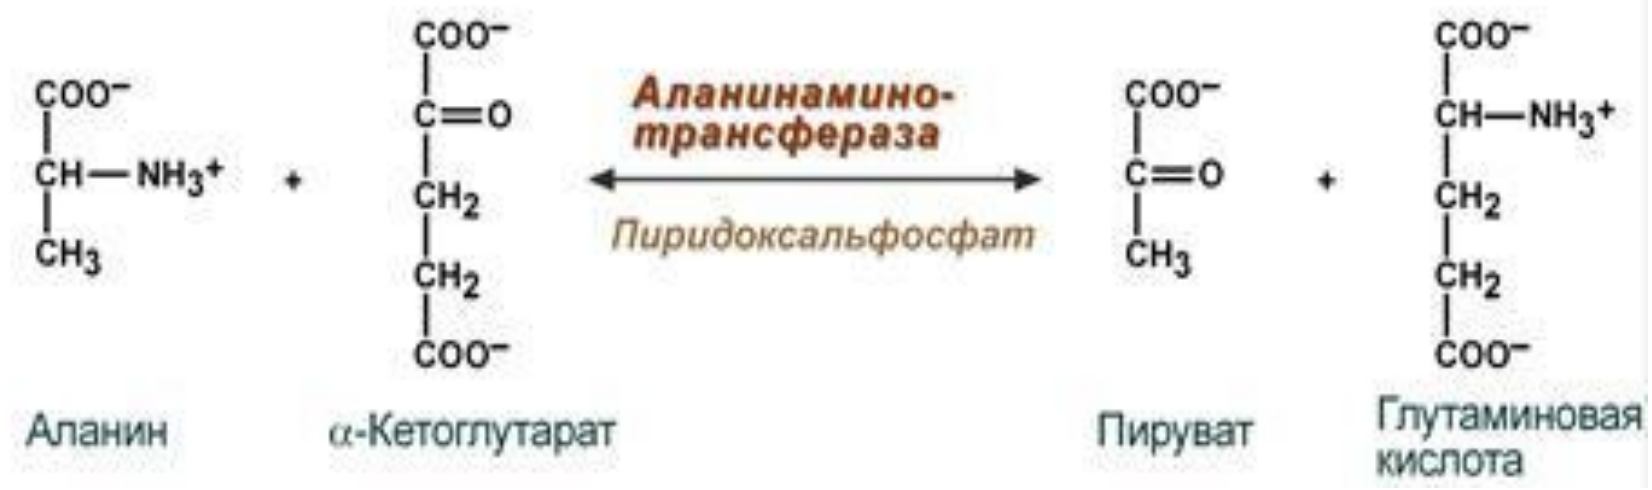 COO⁻
CH—NH₃⁺
CH₃
+
COO⁻
C=O
CH₂
CH₂
COO⁻
Аланинамино-
трансфераза
Пиридоксальфосфат
COO⁻
C=O
CH₃
+
COO⁻
CH—NH₃⁺
CH₂
CH₂
COO⁻
Аланин
α-Кетоглутарат
Пируват
Глутаминовая
кислота